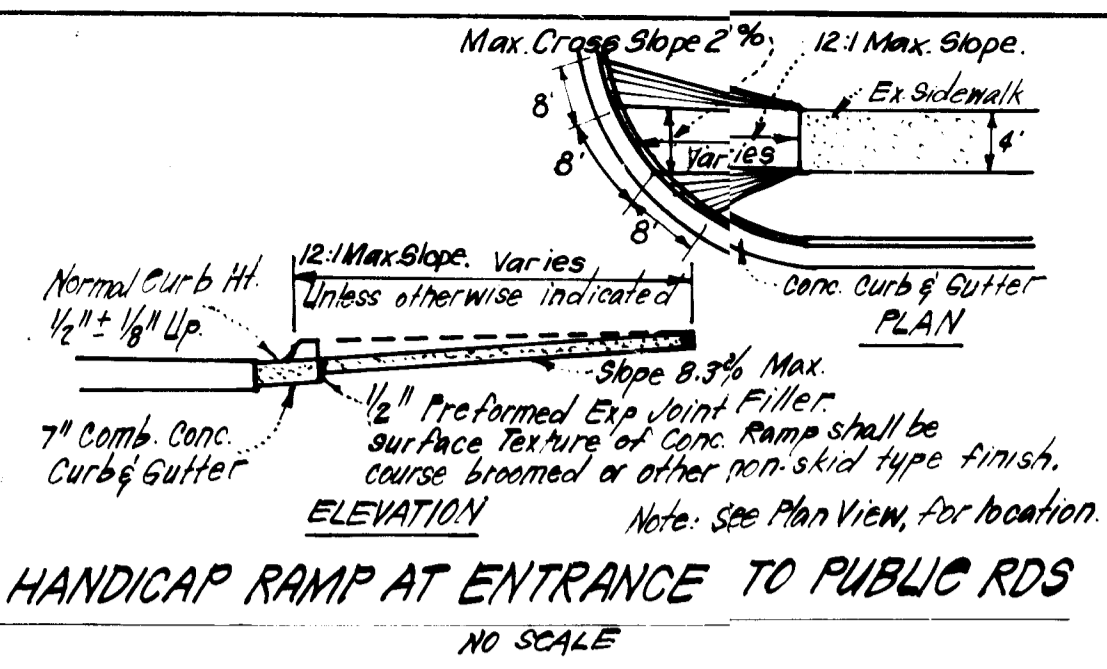 Max. Cross Slope 2 %
12:1 Max. Slope.
Ex. Sidewalk
8'
4'
Varies
8'
8'
12:1 Max Slope. Varies
Unless otherwise indicated
Conc. Curb & Gutter
PLAN
Normal Curb Ht.
1/2" ± 1/8" Up.
Slope 8.3% Max.
1/2" Preformed Exp Joint Filler.
Surface Texture of Conc. Ramp shall be
course broomed or other non-skid type finish.
7" Comb. Conc.
Curb & Gutter
ELEVATION
Note: See Plan View, for location.
HANDICAP RAMP AT ENTRANCE TO PUBLIC RDS
NO SCALE